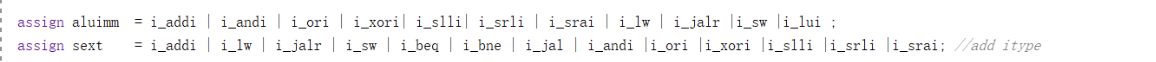 assign aluimm  = i_addi | i_andi | i_ori | i_xori| i_slli| i_srli | i_srai | i_lw | i_jalr |i_sw |i_lui ;
assign sext    = i_addi | i_lw | i_jalr | i_sw | i_beq | i_bne | i_jal | i_andi |i_ori |i_xori |i_slli |i_srli |i_srai; //add itype